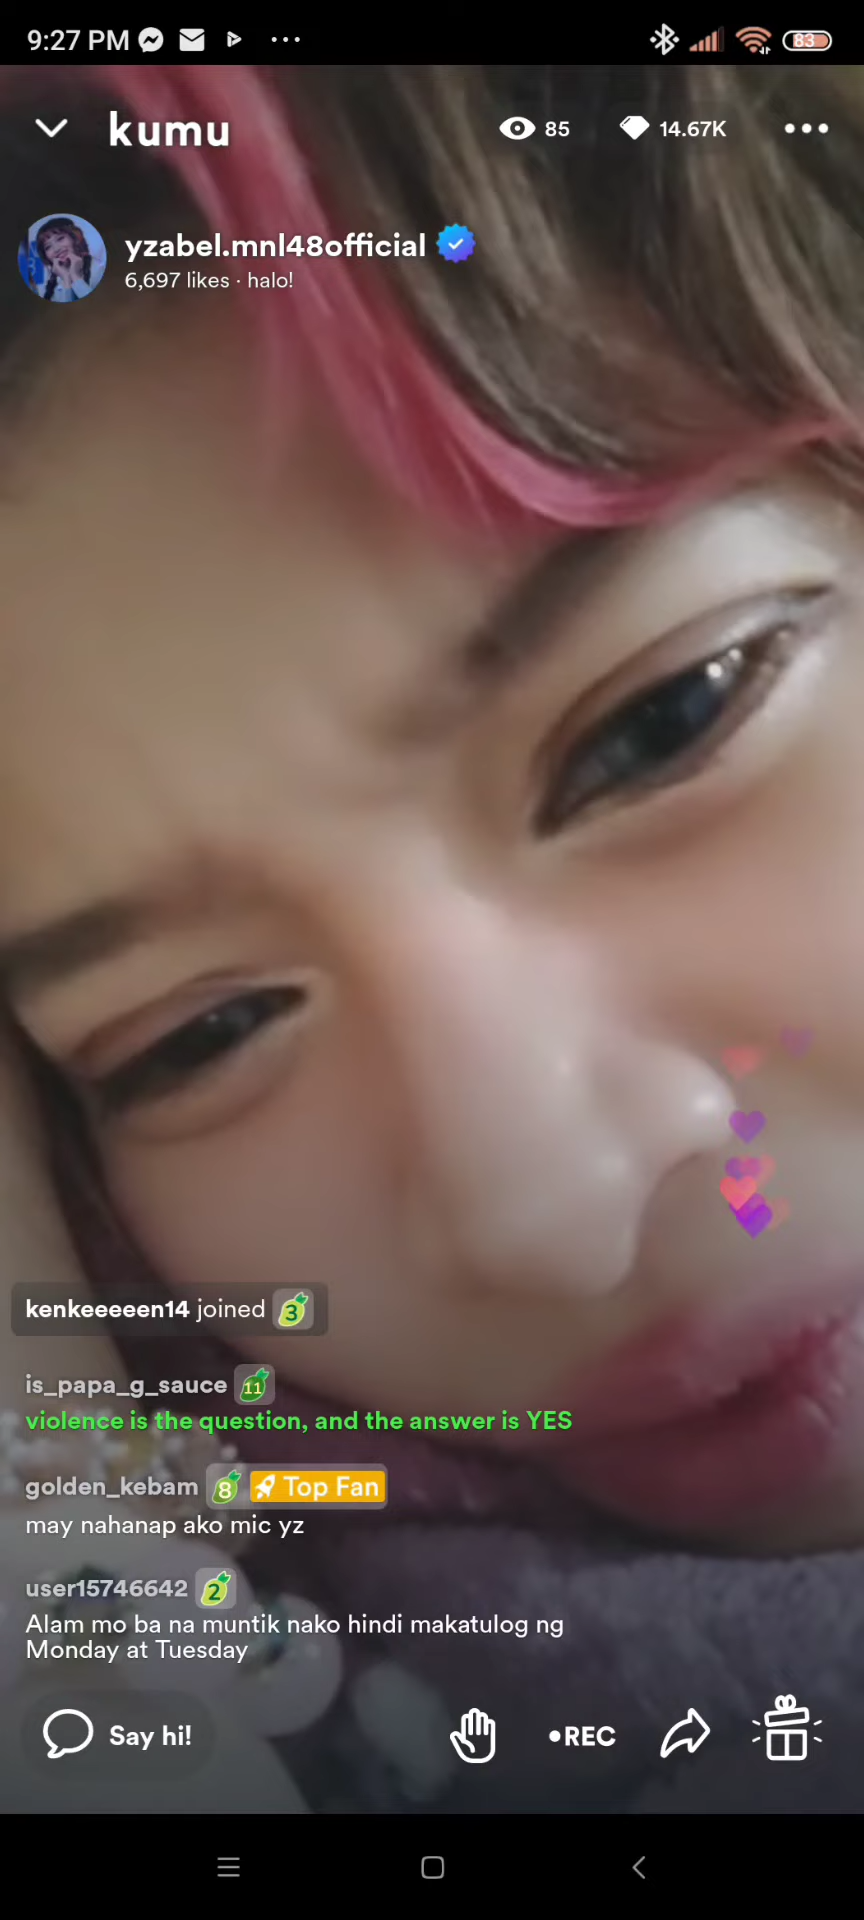 9:27 PM
83
kumu
85
14.67K
yzabel.mnl48official
6,697 likes · halo!
kenkeeeeen14 joined 3
is_papa_g_sauce 11
violence is the question, and the answer is YES
golden_kebam 8 Top Fan
may nahanap ako mic yz
user15746642 2
Alam mo ba na muntik nako hindi makatulog ng
Monday at Tuesday
Say hi!
•REC